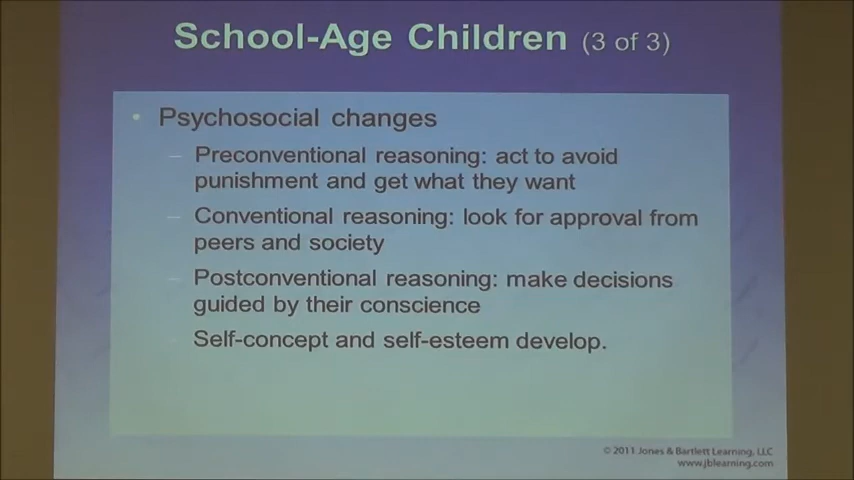 School-Age Children (3 of 3)
• Psychosocial changes
– Preconventional reasoning: act to avoid
punishment and get what they want
– Conventional reasoning: look for approval from
peers and society
– Postconventional reasoning: make decisions
guided by their conscience
– Self-concept and self-esteem develop.
© 2011 Jones & Bartlett Learning, LLC
www.jblearning.com